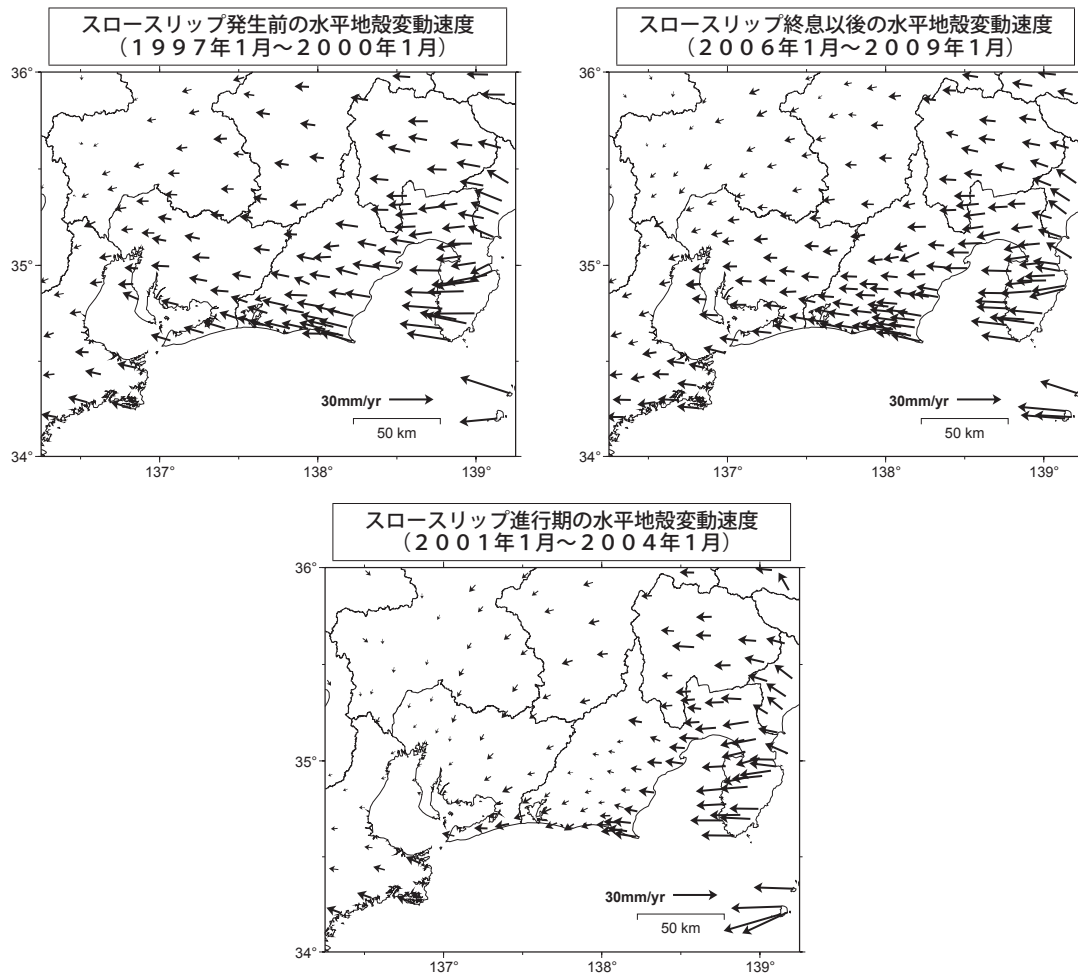 スロースリップ発生前の水平地殻変動速度
（１９９７年１月～２０００年１月）
36°
35°
34°
137°
138°
139°
30mm/yr
50 km
スロースリップ終息以後の水平地殻変動速度
（２００６年１月～２００９年１月）
36°
35°
34°
137°
138°
139°
30mm/yr
50 km
スロースリップ進行期の水平地殻変動速度
（２００１年１月～２００４年１月）
36°
35°
34°
137°
138°
139°
30mm/yr
50 km